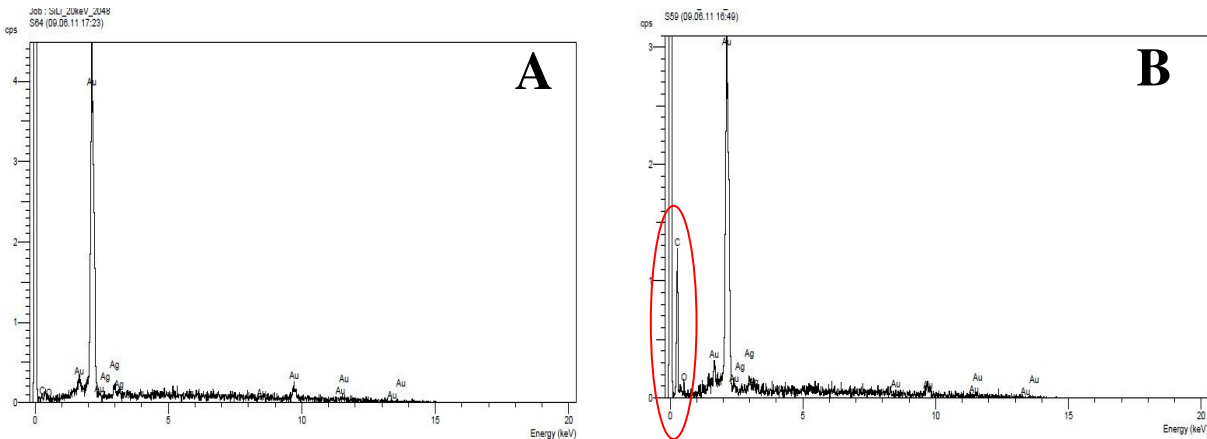 Job : SiLi_20keV_2048
S64 (09.06.11 17:23)
cps
A
4
3
2
1
0
Au
Au
Au
Ag
Ag
Ag
C
O
Au
Au
Au
Au
Au
Au
0 5 10 15 20
Energy (keV)
S59 (09.06.11 16:49)
cps
B
3
2
1
0
Au
C
O
Au
Au
Ag
Ag
Au
Au
Au
Au
Au
0 5 10 15 20
Energy (keV)